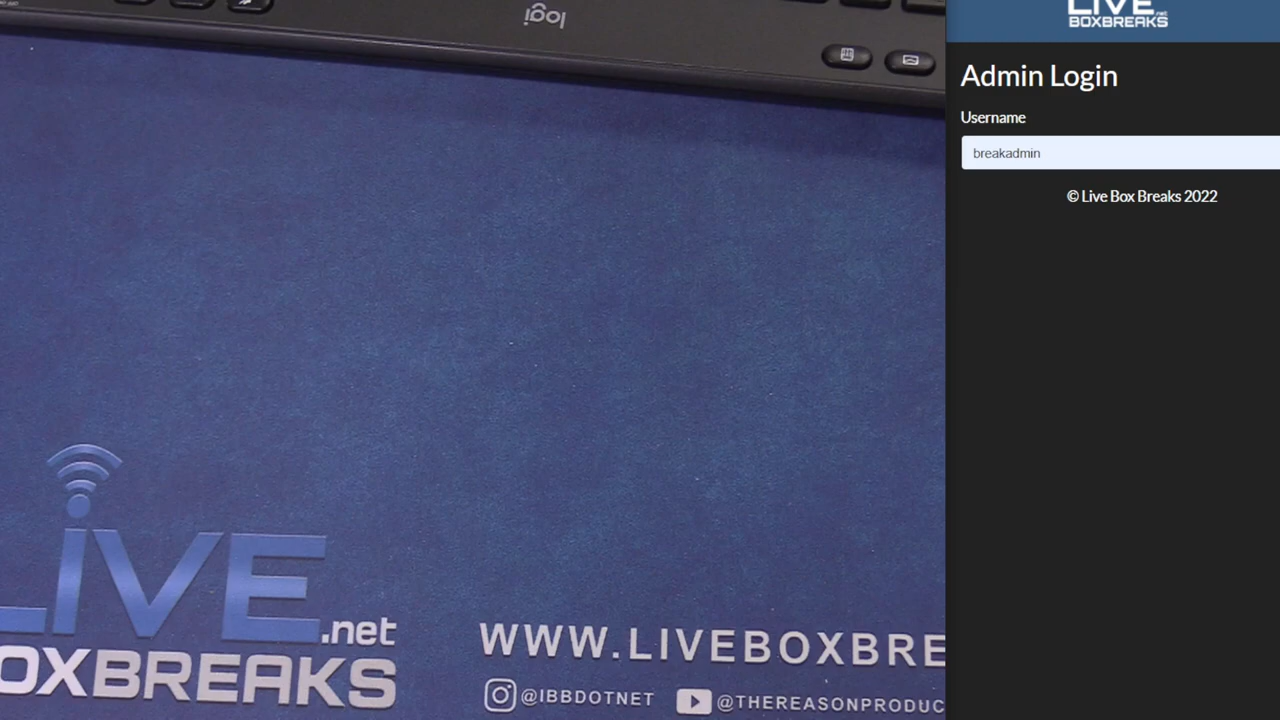 logi
LIVE.net
BOXBREAKS
Admin Login
Username
breakadmin
© Live Box Breaks 2022
LIVE.net
OXBREAKS
WWW.LIVEBOXBRE
@IBBDOTNET
@THEREASONPRODUC